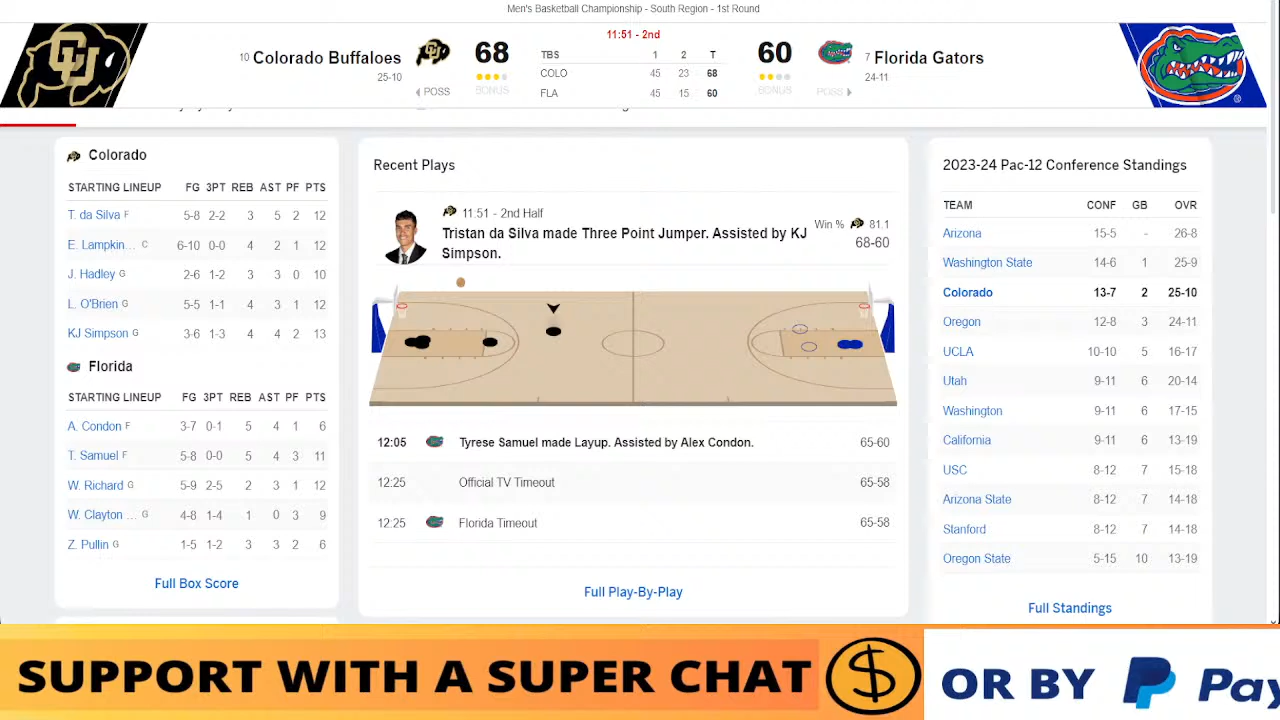 Men's Basketball Championship - South Region - 1st Round
10 Colorado Buffaloes
25-10
68
BONUS
POSS
11:51 - 2nd
TBS 1 2 T
COLO 45 23 68
FLA 45 15 60
60
BONUS
POSS
7 Florida Gators
24-11
Colorado
STARTING LINEUP FG 3PT REB AST PF PTS
T. da Silva F 5-8 2-2 3 5 2 12
E. Lampkin... C 6-10 0-0 4 2 1 12
J. Hadley G 2-6 1-2 3 3 0 10
L. O'Brien G 5-5 1-1 4 3 1 12
KJ Simpson G 3-6 1-3 4 4 2 13
Florida
STARTING LINEUP FG 3PT REB AST PF PTS
A. Condon F 3-7 0-1 5 4 1 6
T. Samuel F 5-8 0-0 5 4 3 11
W. Richard G 5-9 2-5 2 3 1 12
W. Clayton ... G 4-8 1-4 1 0 3 9
Z. Pullin G 1-5 1-2 3 3 2 6
Full Box Score
Recent Plays
11:51 - 2nd Half
Tristan da Silva made Three Point Jumper. Assisted by KJ
Simpson.
Win % 81.1
68-60
12:05 Tyrese Samuel made Layup. Assisted by Alex Condon. 65-60
12:25 Official TV Timeout 65-58
12:25 Florida Timeout 65-58
Full Play-By-Play
2023-24 Pac-12 Conference Standings
TEAM CONF GB OVR
Arizona 15-5 - 26-8
Washington State 14-6 1 25-9
Colorado 13-7 2 25-10
Oregon 12-8 3 24-11
UCLA 10-10 5 16-17
Utah 9-11 6 20-14
Washington 9-11 6 17-15
California 9-11 6 13-19
USC 8-12 7 15-18
Arizona State 8-12 7 14-18
Stanford 8-12 7 14-18
Oregon State 5-15 10 13-19
Full Standings
SUPPORT WITH A SUPER CHAT
OR BY Pay